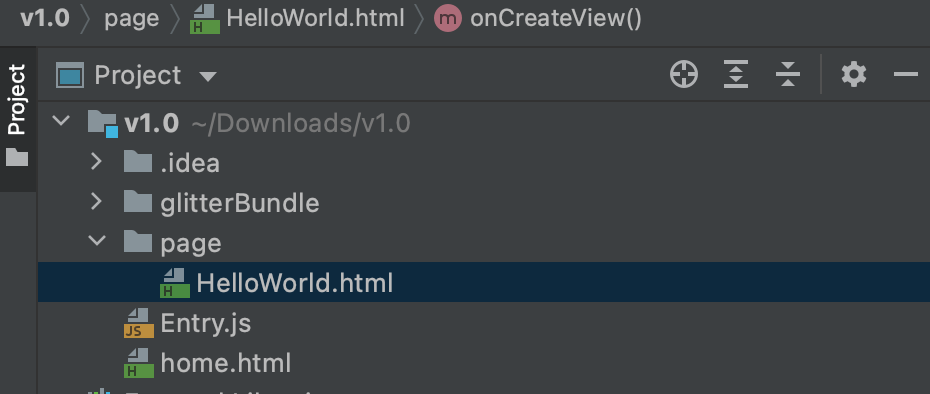 v1.0 page HelloWorld.html m onCreateView()
Project
Project
v1.0 ~/Downloads/v1.0
.idea
glitterBundle
page
H HelloWorld.html
JS Entry.js
H home.html